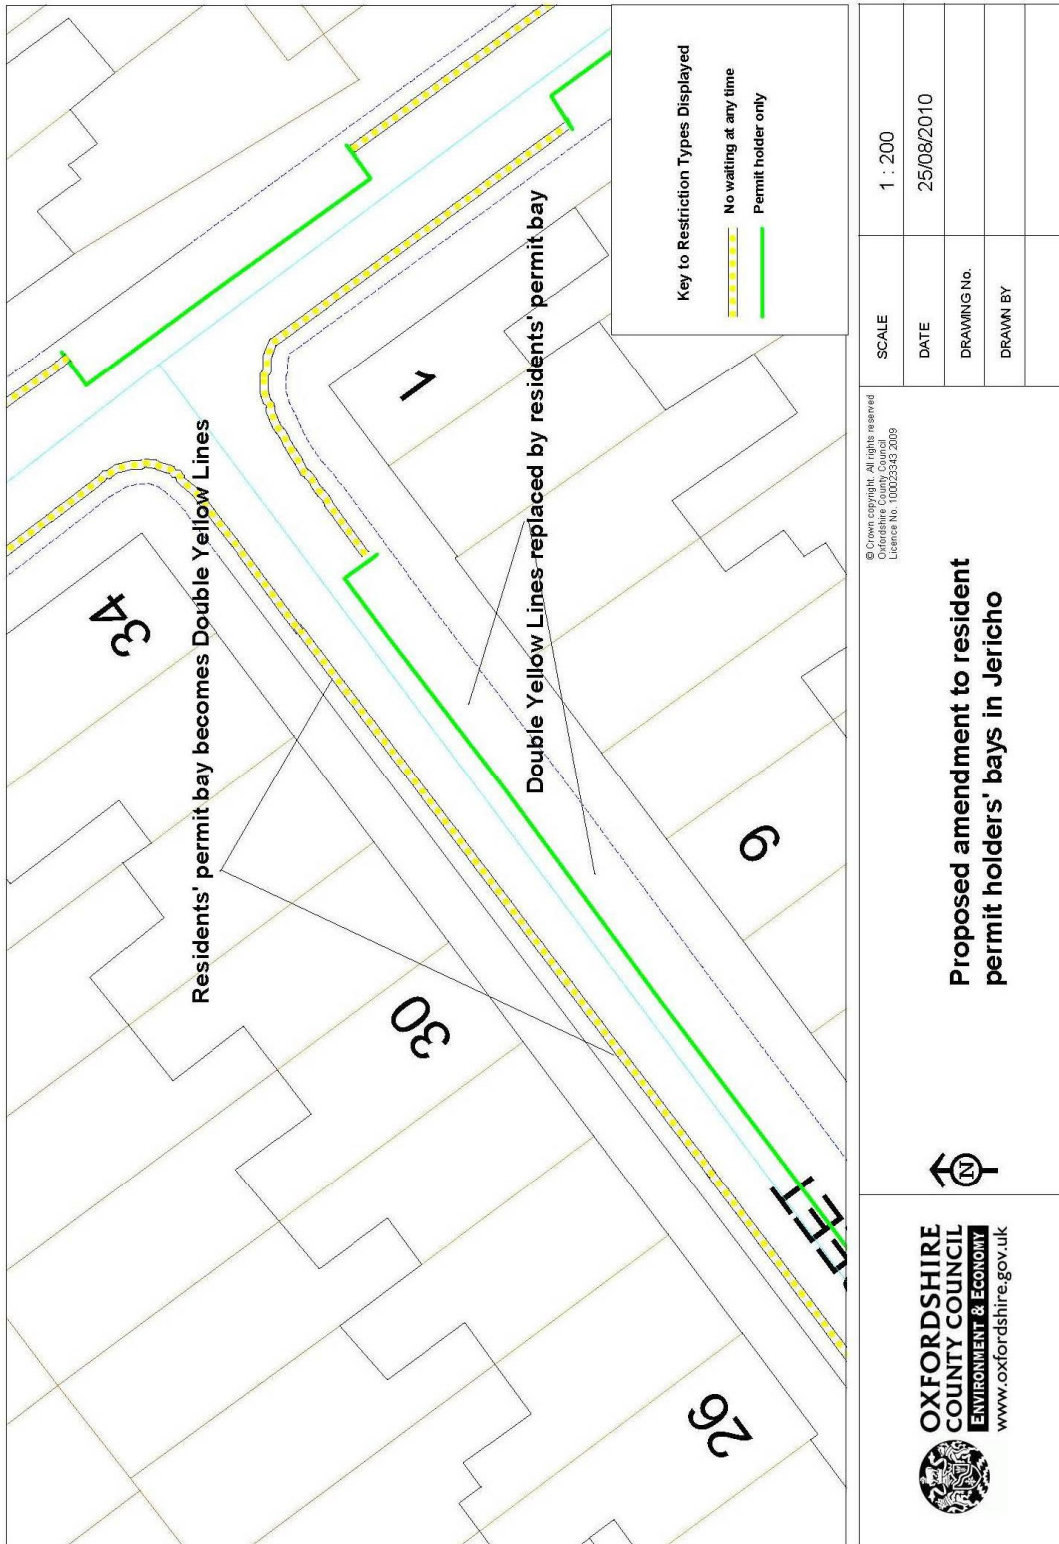 Residents' permit bay becomes Double Yellow Lines
Double Yellow Lines replaced by residents' permit bay
34
30
26
1
9
Key to Restriction Types Displayed
No waiting at any time
Permit holder only
OXFORDSHIRE
COUNTY COUNCIL
ENVIRONMENT & ECONOMY
www.oxfordshire.gov.uk
N
Proposed amendment to resident
permit holders' bays in Jericho
© Crown copyright. All rights reserved
Oxfordshire County Council
Licence No. 100023343 2009
SCALE 1 : 200
DATE 25/08/2010
DRAWING No.
DRAWN BY